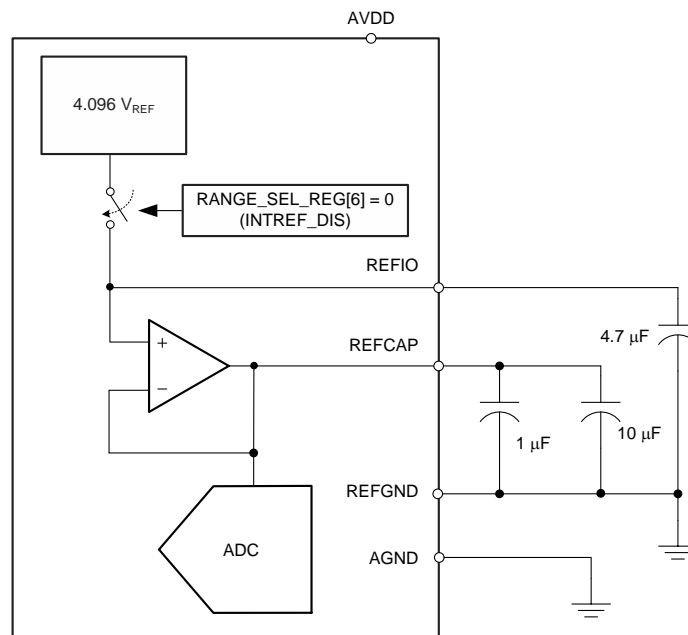 AVDD
4.096 VREF
RANGE_SEL_REG[6] = 0
(INTREF_DIS)
REFIO
4.7 μF
+
REFCAP
−
1 μF
10 μF
REFGND
ADC
AGND